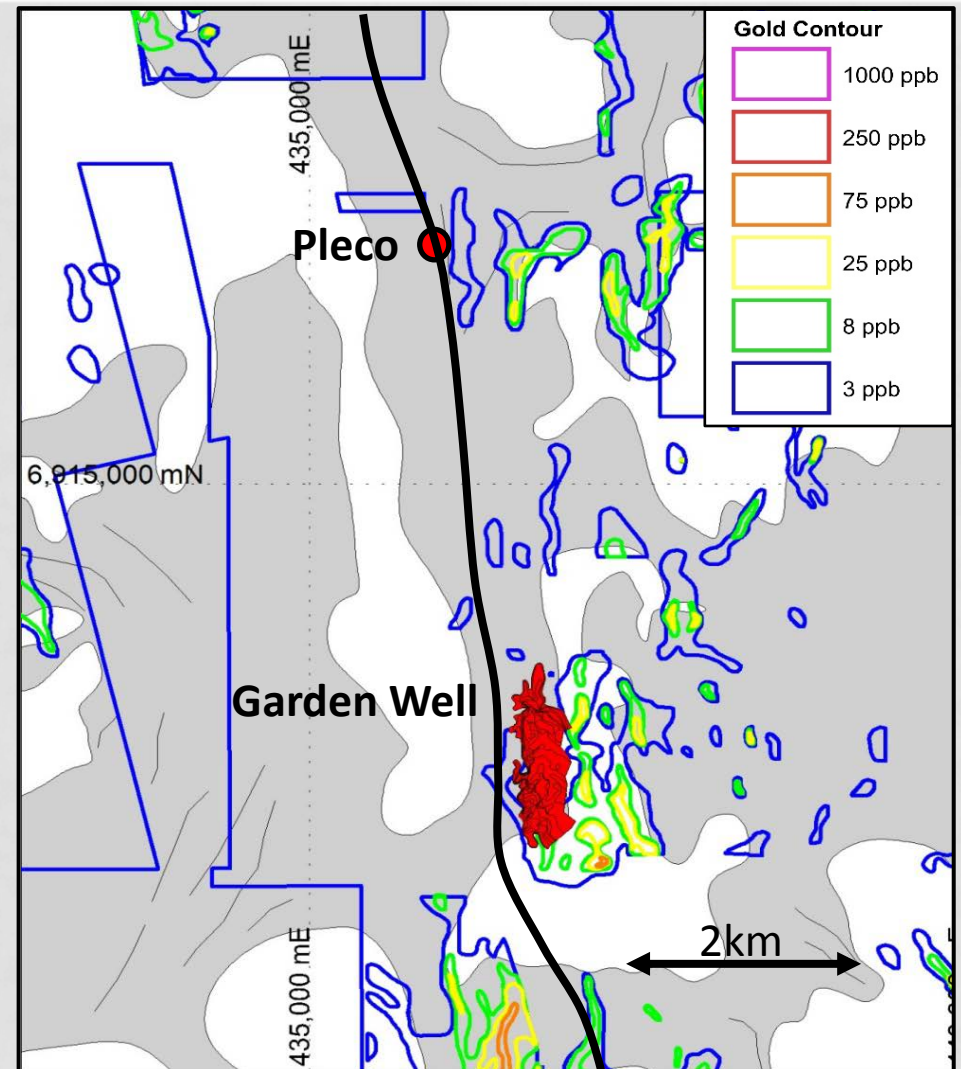 Gold Contour
1000 ppb
250 ppb
75 ppb
25 ppb
8 ppb
3 ppb
435,000 mE
Pleco
6,915,000 mN
Garden Well
2km
435,000 mE